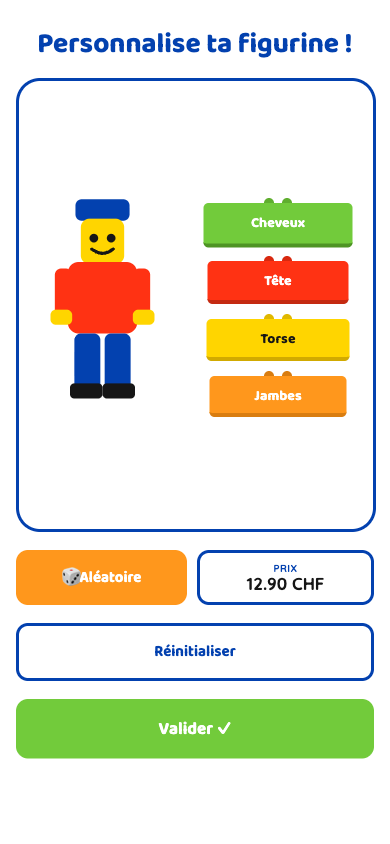 Personnalise ta figurine !
Cheveux
Tête
Torse
Jambes
🎲Aléatoire
PRIX
12.90 CHF
Réinitialiser
Valider ✓